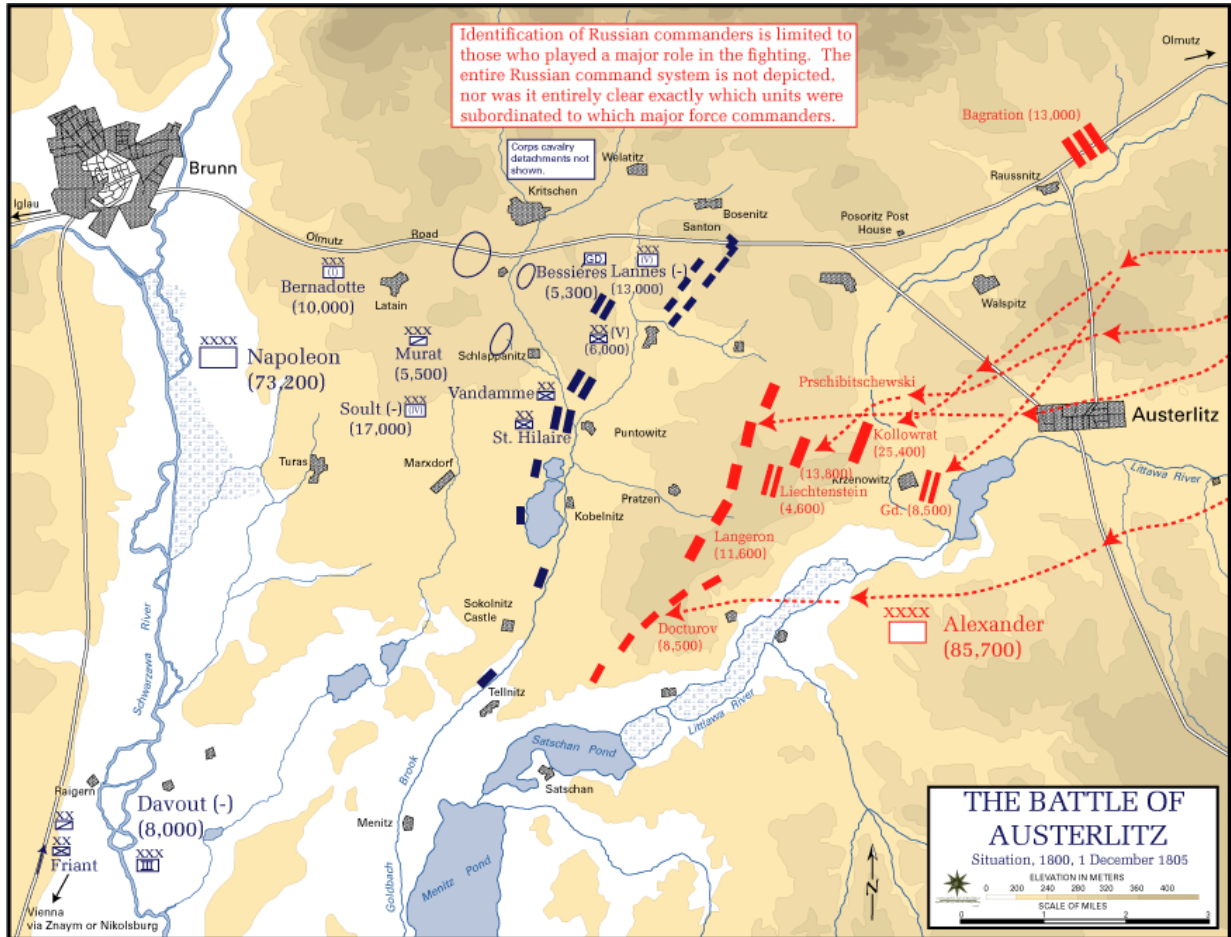 Identification of Russian commanders is limited to
those who played a major role in the fighting. The
entire Russian command system is not depicted,
nor was it entirely clear exactly which units were
subordinated to which major force commanders.
Olmutz
Bagration (13,000)
Corps cavalry
detachments not
shown.
Welatitz
Brunn
Kritschen
Raussnitz
Iglau
Bosenitz
Santon
Posoritz Post
House
Olmutz
Road
XXX
(I)
Bernadotte
(10,000)
Latain
GD
Bessières
(5,300)
XXX
(V)
Lannes (-)
(13,000)
Walspitz
XXXX
Napoleon
(73,200)
XXX
Murat
(5,500)
Schlappanitz
XX
(V)
(6,000)
Prschibitschewski
Vandamme
XX
Soult (-)
(17,000)
XXX
(IV)
XX
St. Hilaire
Puntowitz
Kollowrat
(25,400)
Austerlitz
Turas
Marxdorf
(13,800)
Liechtenstein
(4,600)
Krzenowitz
Gd. (8,500)
Littawa River
Pratzen
Kobelnitz
Langeron
(11,600)
Sokolnitz
Castle
Docturov
(8,500)
XXXX
Alexander
(85,700)
Schwarzawa River
Tellnitz
Littlawa River
Satschan Pond
Satschan
Raigern
Davout (-)
(8,000)
Brook
XX
XX
Friant
XXX
III
Menitz
Goldbach
Menitz Pond
Vienna
via Znaym or Nikolsburg
N
THE BATTLE OF
AUSTERLITZ
Situation, 1800, 1 December 1805
ELEVATION IN METERS
0 200 240 280 320 360 400
SCALE OF MILES
0 1 2 3